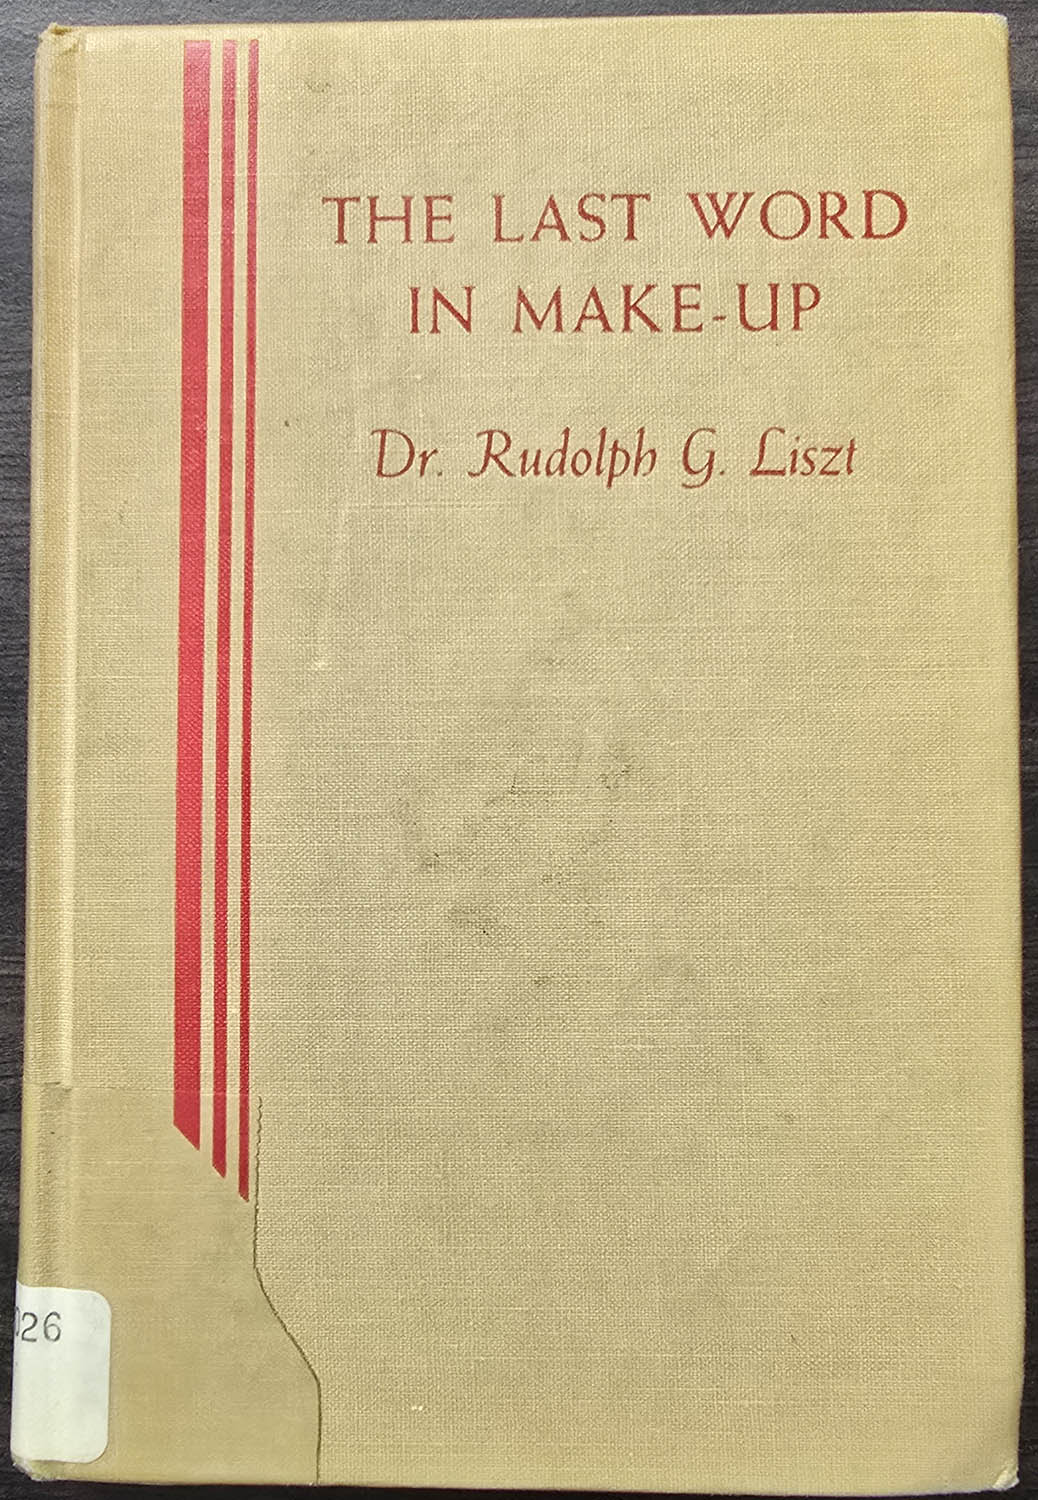 THE LAST WORD
IN MAKE-UP
Dr. Rudolph G. Liszt
026